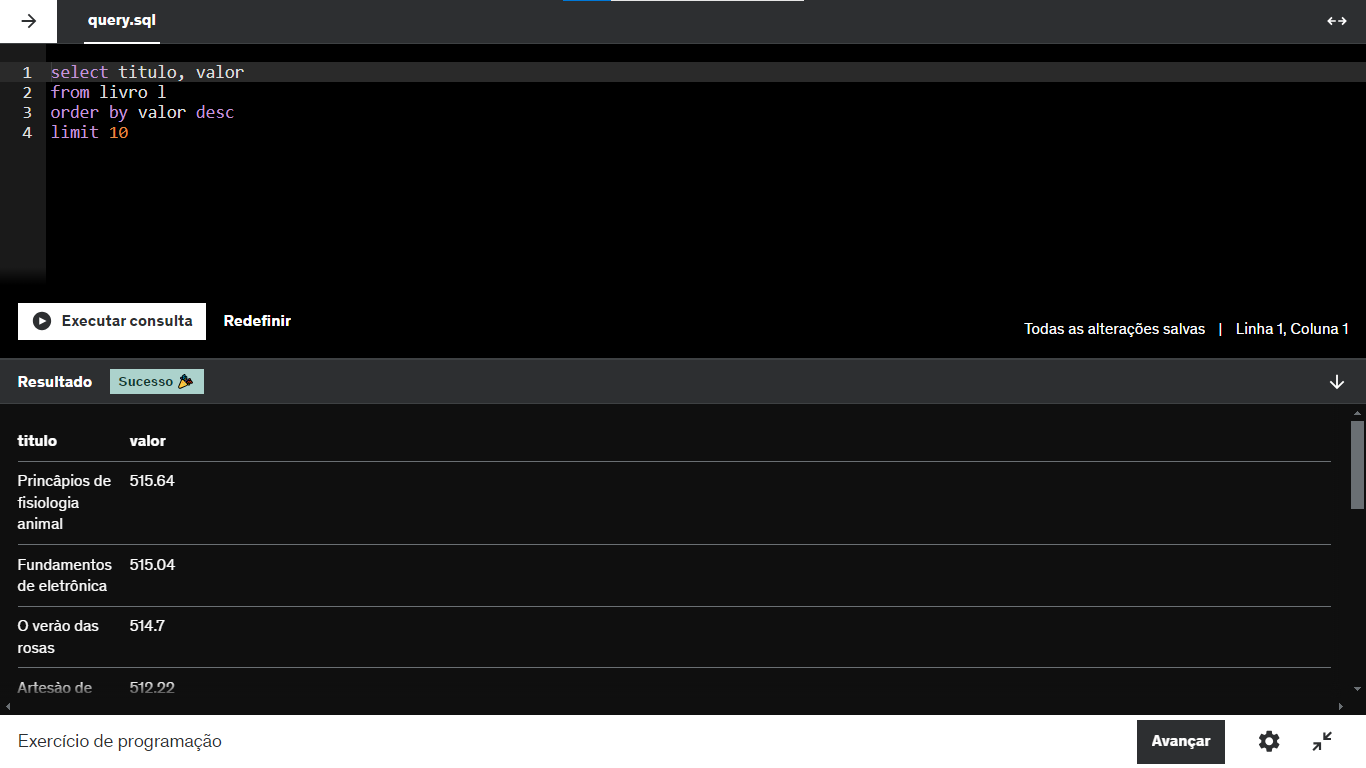 query.sql
1 select titulo, valor
2 from livro l
3 order by valor desc
4 limit 10
Executar consulta Redefinir
Todas as alterações salvas | Linha 1, Coluna 1
Resultado Sucesso
titulo valor
Princâpios de 515.64
fisiologia
animal
Fundamentos 515.04
de eletrônica
O verào das 514.7
rosas
Artesào de 512.22
Exercício de programação Avançar